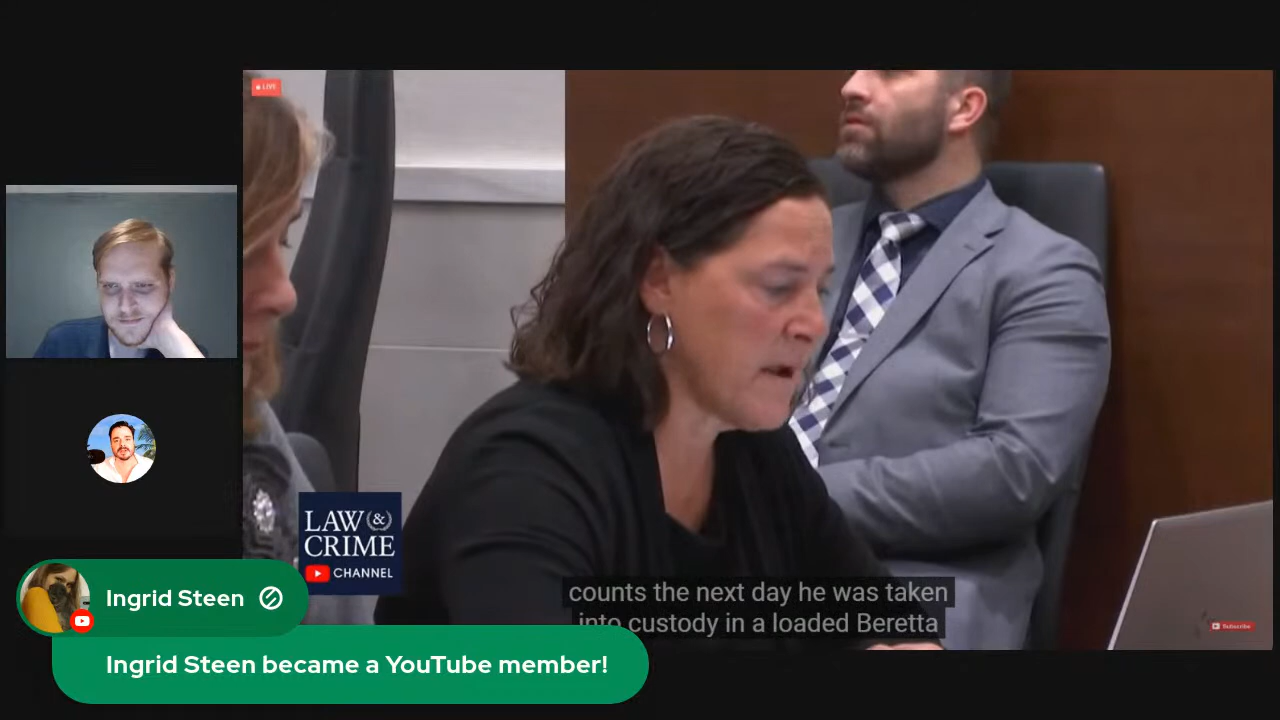 LIVE
LAW &
CRIME
CHANNEL
counts the next day he was taken
into custody in a loaded Beretta
Subscribe
Ingrid Steen
Ingrid Steen became a YouTube member!